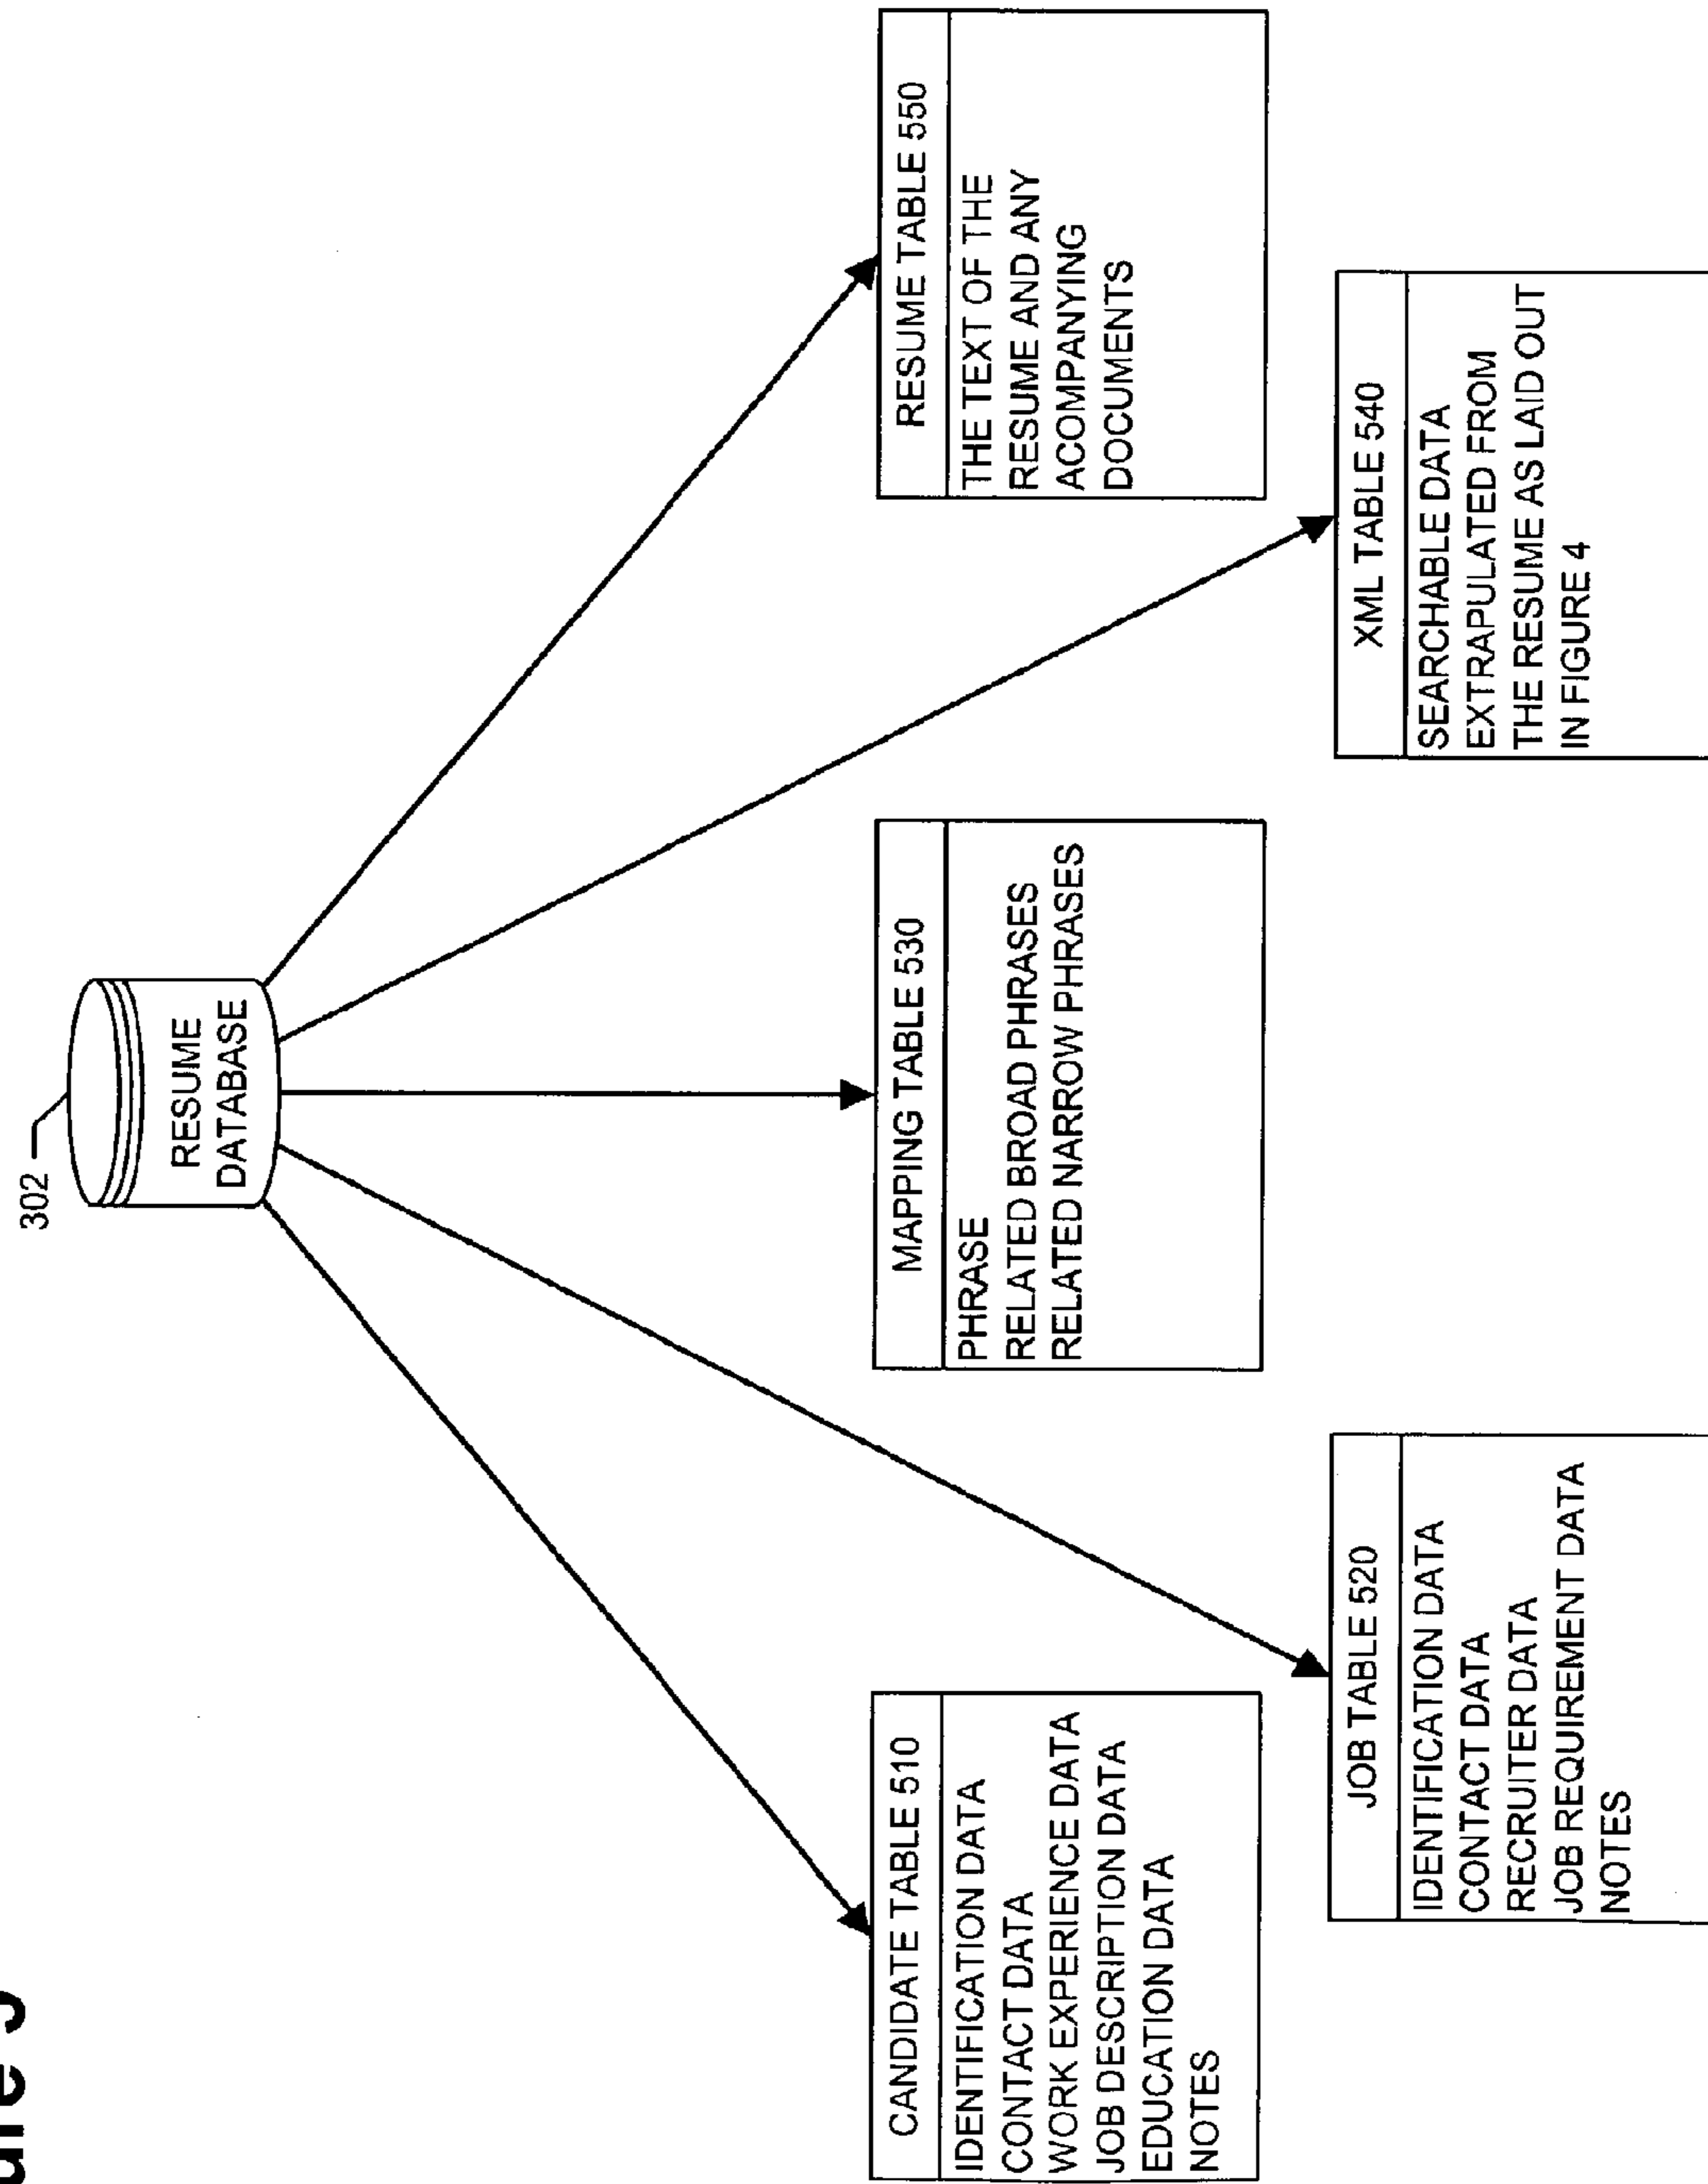 302
RESUME
DATABASE
CANDIDATE TABLE 510
IDENTIFICATION DATA
CONTACT DATA
WORK EXPERIENCE DATA
JOB DESCRIPTION DATA
EDUCATION DATA
NOTES
JOB TABLE 520
IDENTIFICATION DATA
CONTACT DATA
RECRUITER DATA
JOB REQUIREMENT DATA
NOTES
MAPPING TABLE 530
PHRASE
RELATED BROAD PHRASES
RELATED NARROW PHRASES
XML TABLE 540
SEARCHABLE DATA
EXTRAPULATED FROM
THE RESUME AS LAID OUT
IN FIGURE 4
RESUME TABLE 550
THE TEXT OF THE
RESUME AND ANY
ACOMPANYING
DOCUMENTS